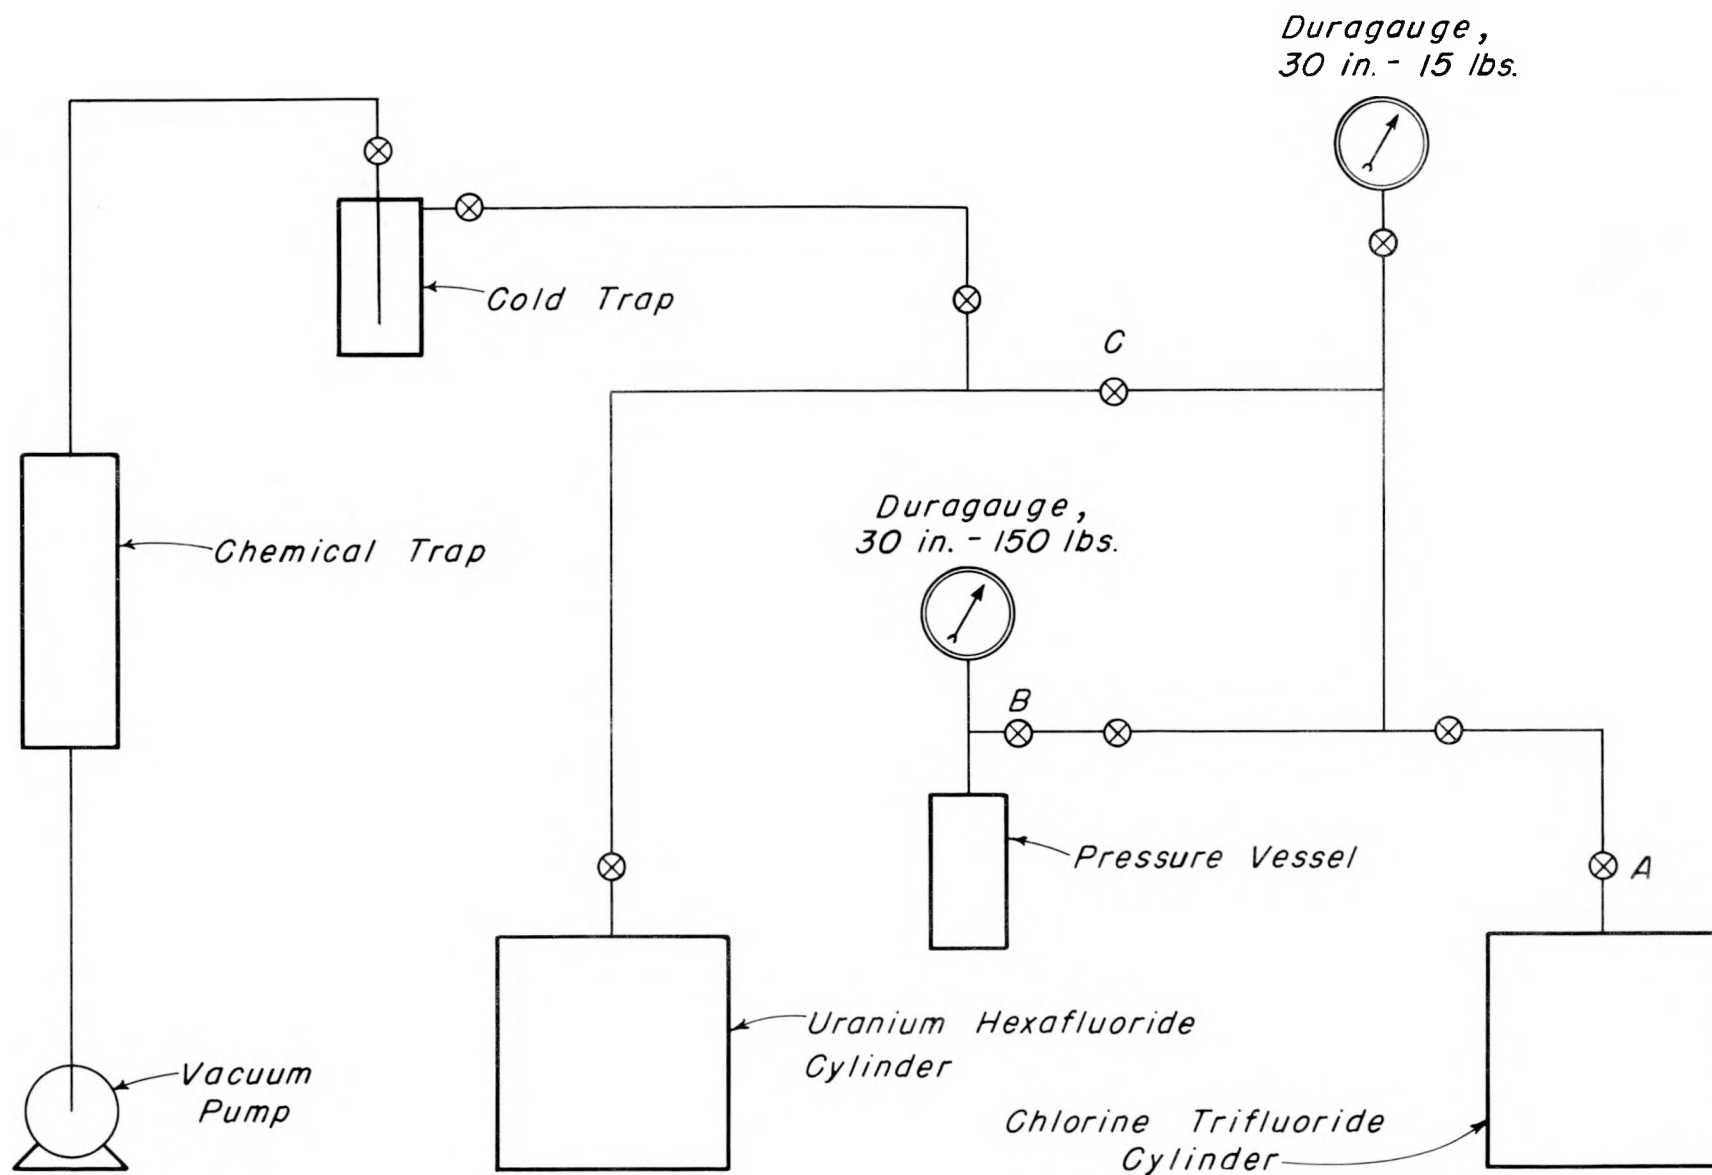 Duragauge,
30 in. - 15 lbs.
Cold Trap
C
Duragauge,
30 in. - 150 lbs.
Chemical Trap
B
Pressure Vessel
A
Uranium Hexafluoride
Cylinder
Vacuum
Pump
Chlorine Trifluoride
Cylinder